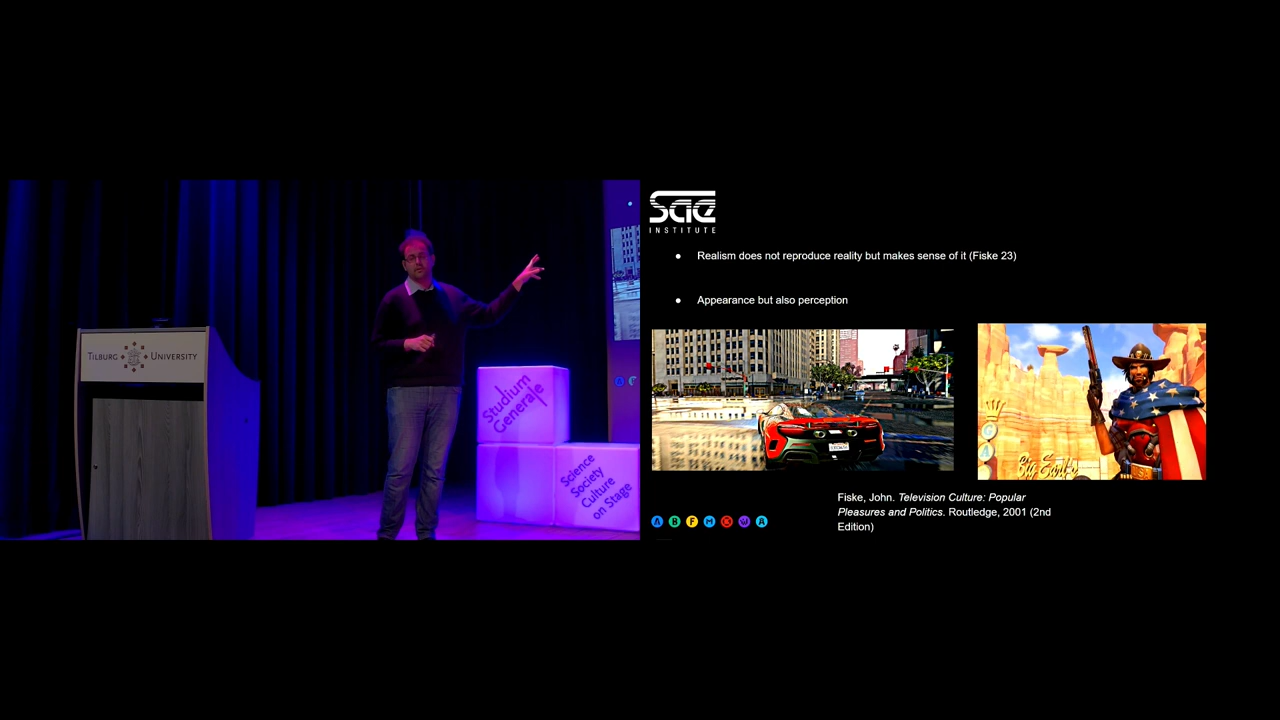 TILBURG UNIVERSITY
Studium
Generale
Science
Society
Culture
on Stage
sae
INSTITUTE
● Realism does not reproduce reality but makes sense of it (Fiske 23)
● Appearance but also perception
Big Earl's
Fiske, John. Television Culture: Popular
Pleasures and Politics. Routledge, 2001 (2nd
Edition)
A B F M C W A